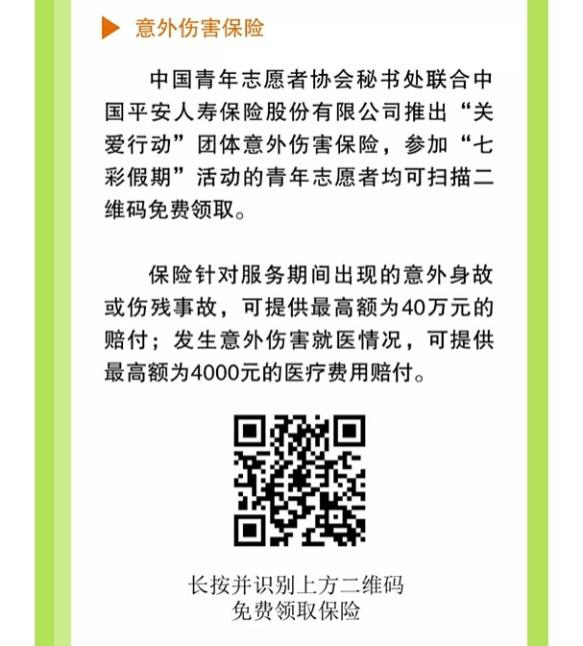 意外伤害保险
中国青年志愿者协会秘书处联合中
国平安人寿保险股份有限公司推出“关
爱行动”团体意外伤害保险，参加“七
彩假期”活动的青年志愿者均可扫描二
维码免费领取。
保险针对服务期间出现的意外身故
或伤残事故，可提供最高额为40万元的
赔付；发生意外伤害就医情况，可提供
最高额为4000元的医疗费用赔付。
长按并识别上方二维码
免费领取保险